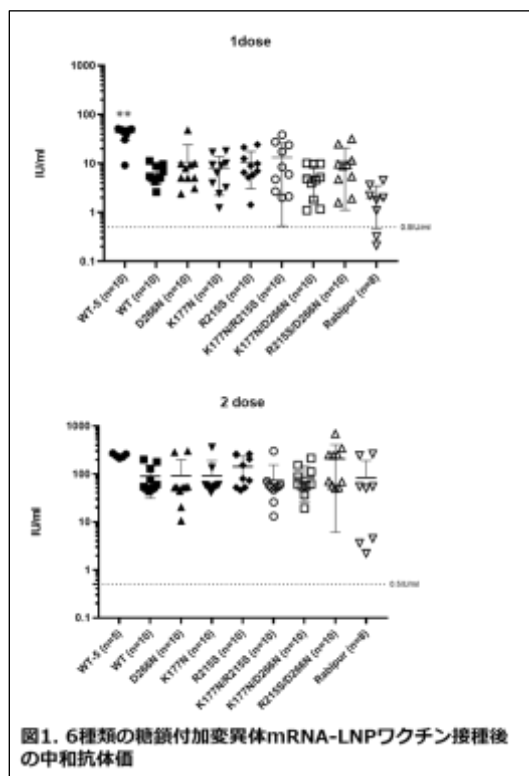 1dose
1000
100
10
1
0.1
IU/ml
**
0.5IU/ml
WT-5 (n=10)
WT (n=10)
D266N (n=10)
K177N (n=10)
R215S (n=10)
K177N/R215S (n=10)
K177N/D266N (n=10)
R215S/D266N (n=10)
Rabipur (n=8)
2 dose
1000
100
10
1
0.1
IU/ml
0.5IU/ml
WT-5 (n=5)
WT (n=10)
D266N (n=10)
K177N (n=10)
R215S (n=10)
K177N/R215S (n=10)
K177N/D266N (n=10)
R215S/D266N (n=10)
Rabipur (n=8)
図1. 6種類の糖鎖付加変異体mRNA-LNPワクチン接種後
の中和抗体価